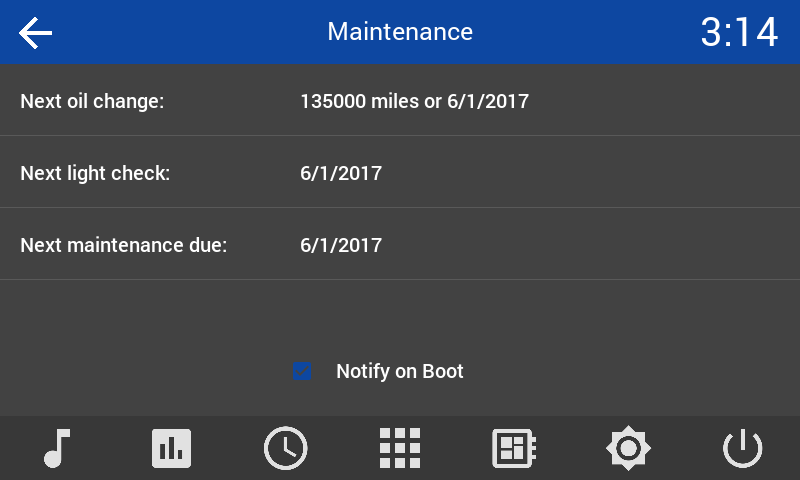 Maintenance 3:14
Next oil change: 135000 miles or 6/1/2017
Next light check: 6/1/2017
Next maintenance due: 6/1/2017
Notify on Boot